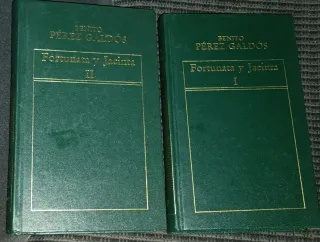 BENITO
PÉREZ GALDÓS
Fortunata y Jacinta
II
BENITO
PÉREZ GALDÓS
Fortunata y Jacinta
I